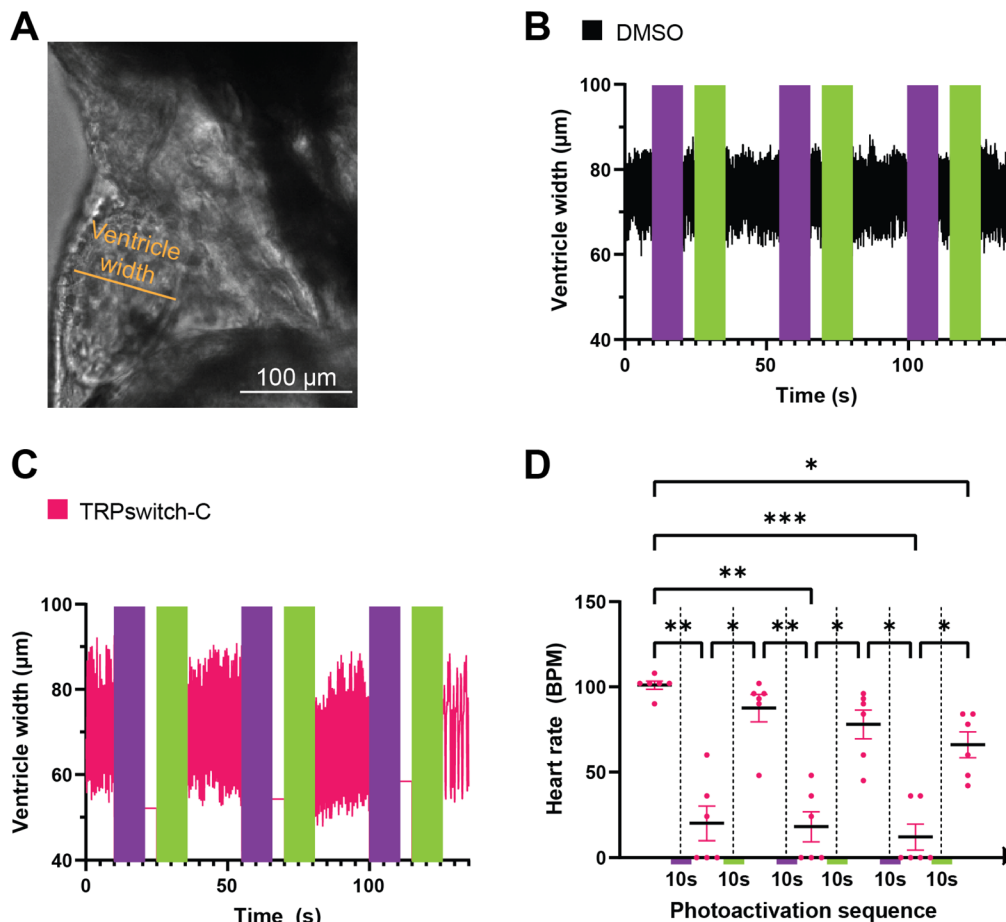 A
Ventricle
width
100 µm
B
DMSO
Ventricle width (µm)
100
80
60
40
0
50
100
Time (s)
C
TRPswitch-C
Ventricle width (µm)
100
80
60
40
0
50
100
Time (s)
D
*
***
**
** * ** * * *
Heart rate (BPM)
150
100
50
0
10s 10s 10s 10s 10s 10s
Photoactivation sequence